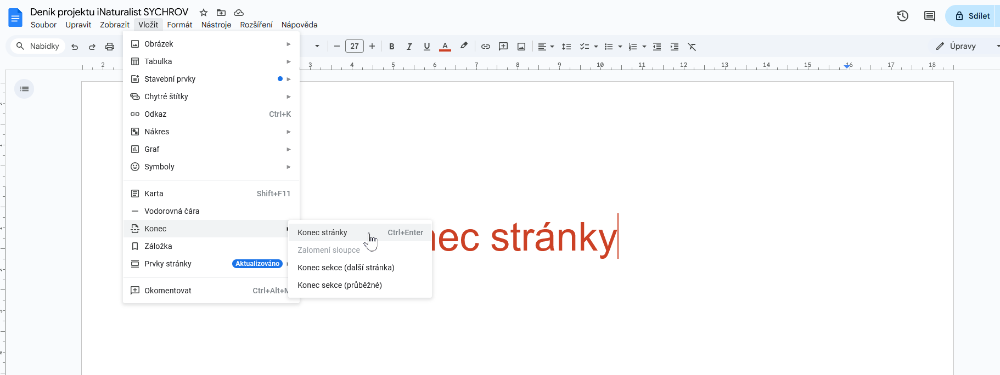 Deník projektu iNaturalist SYCHROV
Soubor Upravit Zobrazit Vložit Formát Nástroje Rozšíření Nápověda
Sdílet
Nabídky
27
Úpravy
2 3 4 5 6 7 8 9 10 11 12 13 14 15 16 17 18
Obrázek
Tabulka
Stavební prvky
Chytré štítky
Odkaz Ctrl+K
Nákres
Graf
Symboly
Karta Shift+F11
Vodorovná čára
Konec
Záložka
Prvky stránky Aktualizováno
Okomentovat Ctrl+Alt+M
Konec stránky Ctrl+Enter
Zalomení sloupce
Konec sekce (další stránka)
Konec sekce (průběžné)
nec stránky